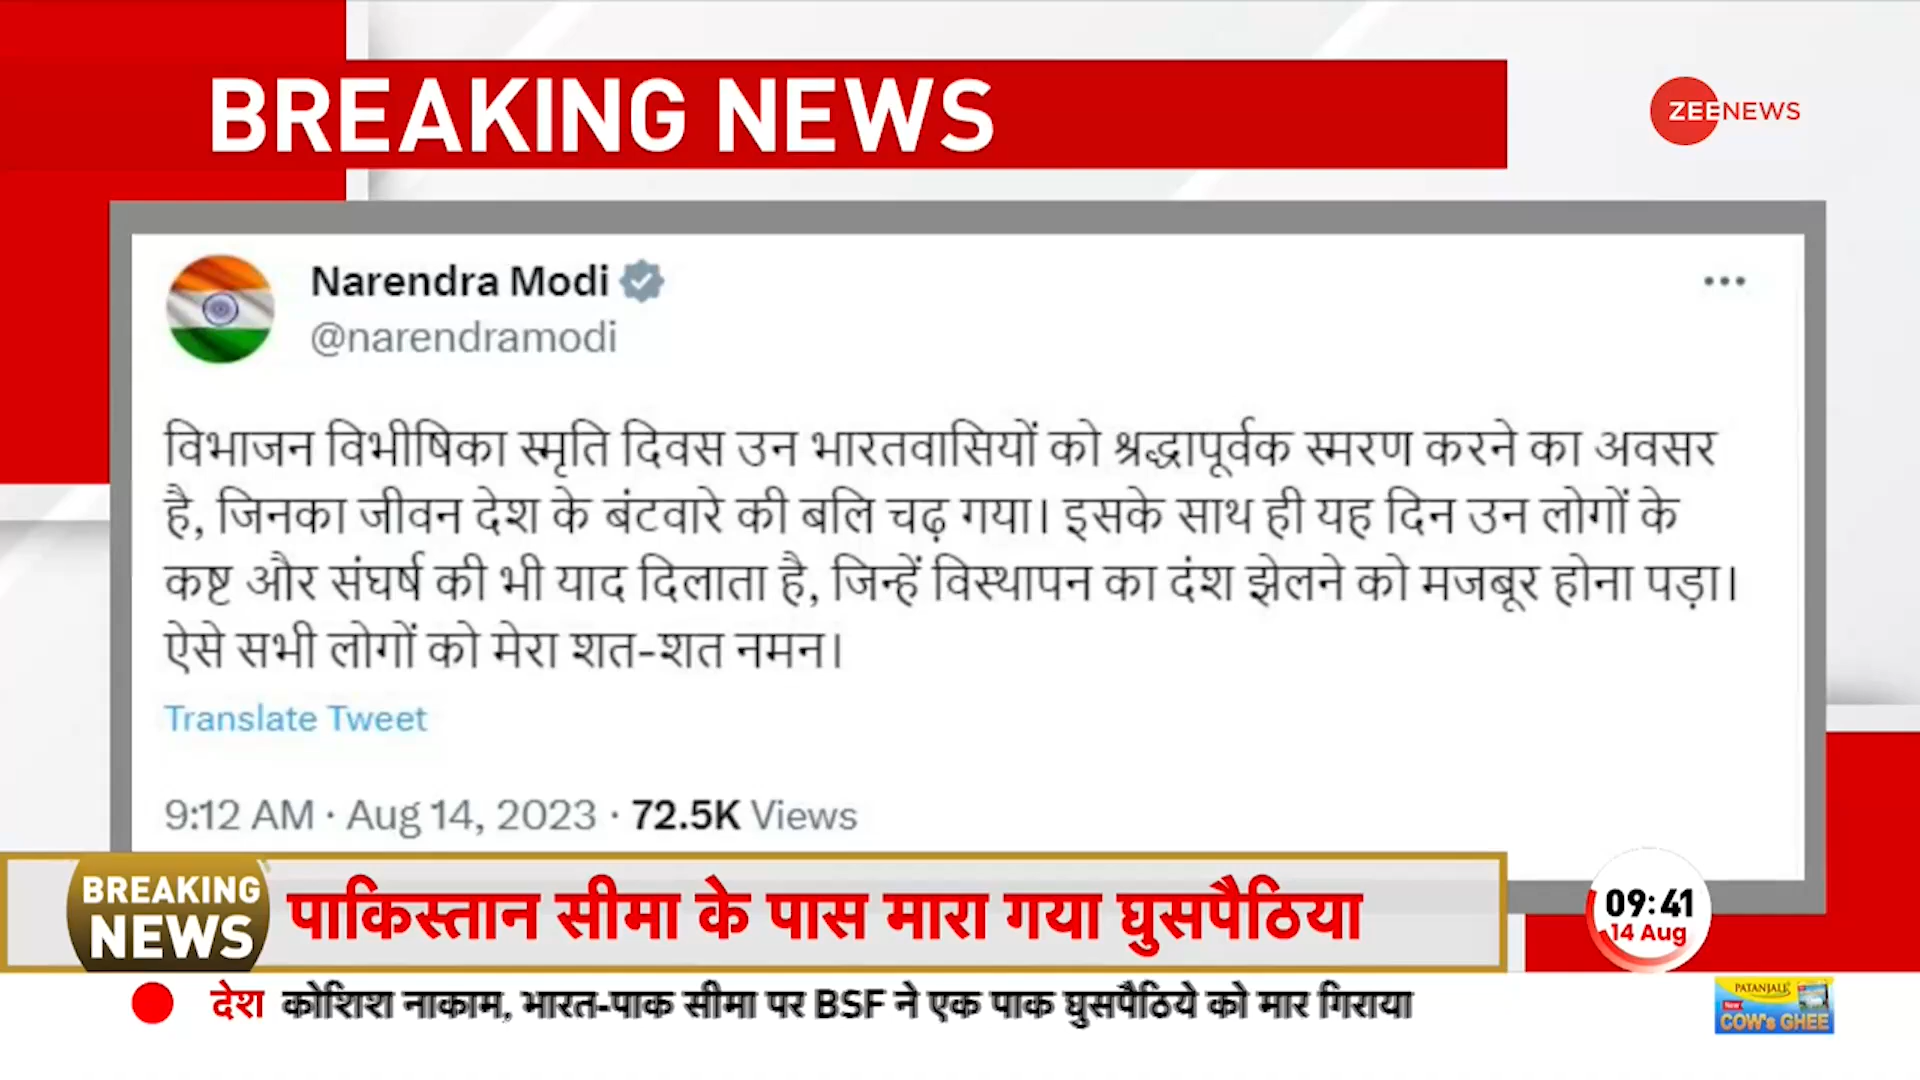 BREAKING NEWS
ZEENEWS
Narendra Modi
@narendramodi
विभाजन विभीषिका स्मृति दिवस उन भारतवासियों को श्रद्धापूर्वक स्मरण करने का अवसर
है, जिनका जीवन देश के बंटवारे की बलि चढ़ गया। इसके साथ ही यह दिन उन लोगों के
कष्ट और संघर्ष की भी याद दिलाता है, जिन्हें विस्थापन का दंश झेलने को मजबूर होना पड़ा।
ऐसे सभी लोगों को मेरा शत-शत नमन।
Translate Tweet
9:12 AM · Aug 14, 2023 · 72.5K Views
BREAKING
NEWS
पाकिस्तान सीमा के पास मारा गया घुसपैठिया
09:41
14 Aug
देश कोशिश नाकाम, भारत-पाक सीमा पर BSF ने एक पाक घुसपैठिये को मार गिराया
PATANJALI
New
COW's GHEE